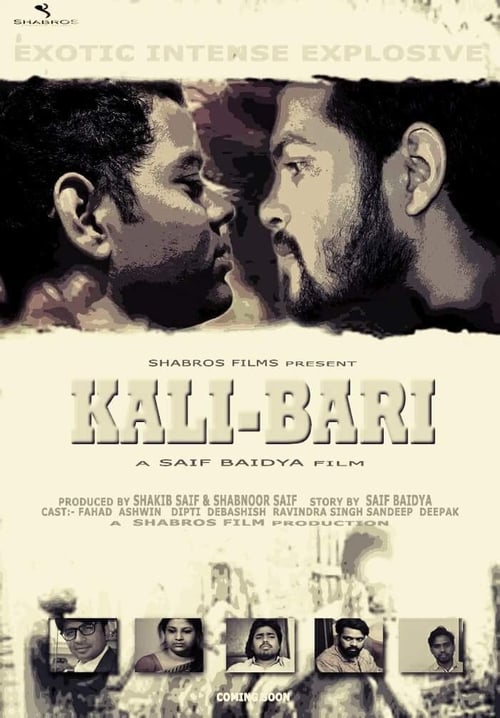 SHABROS
EXOTIC INTENSE EXPLOSIVE
SHABROS FILMS PRESENT
KALI-BARI
A SAIF BAIDYA FILM
PRODUCED BY SHAKIB SAIF & SHABNOOR SAIF STORY BY SAIF BAIDYA
CAST:- FAHAD ASHWIN DIPTI DEBASHISH RAVINDRA SINGH SANDEEP DEEPAK
A SHABROS FILM PRODUCTION
COMING SOON